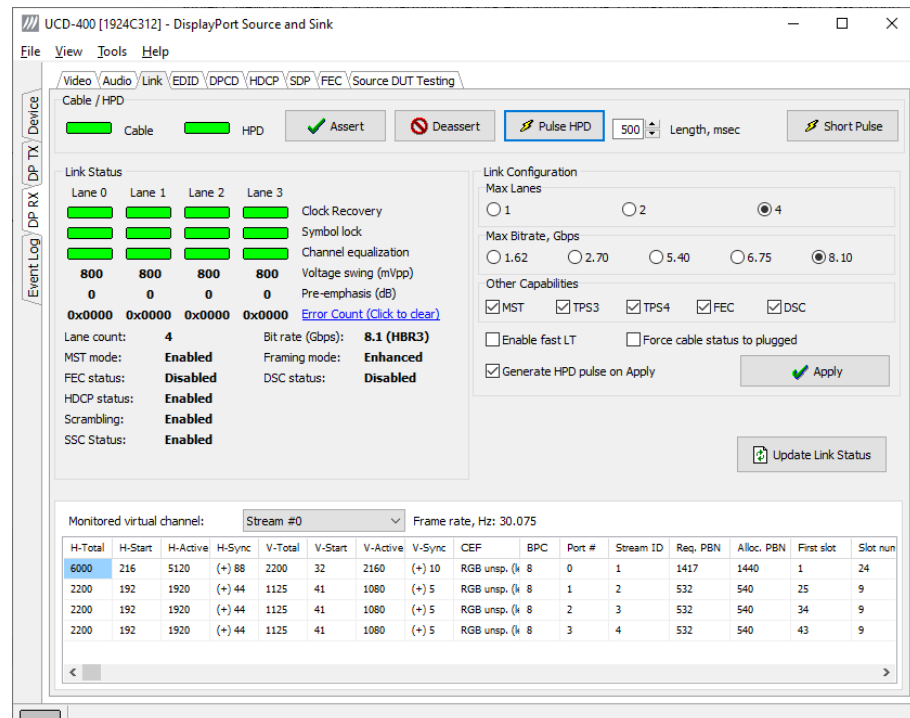 UCD-400 [1924C312] - DisplayPort Source and Sink
File View Tools Help
Video Audio Link EDID DPCD HDCP SDP FEC Source DUT Testing
Device
DP TX
DP RX
Event Log
Cable / HPD
Cable HPD Assert Deassert Pulse HPD 500 Length, msec Short Pulse
Link Status
Lane 0 Lane 1 Lane 2 Lane 3
Clock Recovery
Symbol lock
Channel equalization
800 800 800 800 Voltage swing (mVpp)
0 0 0 0 Pre-emphasis (dB)
0x0000 0x0000 0x0000 0x0000 Error Count (Click to clear)
Lane count: 4 Bit rate (Gbps): 8.1 (HBR3)
MST mode: Enabled Framing mode: Enhanced
FEC status: Disabled DSC status: Disabled
HDCP status: Enabled
Scrambling: Enabled
SSC Status: Enabled
Link Configuration
Max Lanes
1 2 4
Max Bitrate, Gbps
1.62 2.70 5.40 6.75 8.10
Other Capabilities
MST TPS3 TPS4 FEC DSC
Enable fast LT Force cable status to plugged
Generate HPD pulse on Apply Apply
Update Link Status
Monitored virtual channel: Stream #0 Frame rate, Hz: 30.075
H-Total H-Start H-Active H-Sync V-Total V-Start V-Active V-Sync CEF BPC Port # Stream ID Req. PBN Alloc. PBN First slot Slot num
6000 216 5120 (+) 88 2200 32 2160 (+) 10 RGB unsp. (l 8 0 1 1417 1440 1 24
2200 192 1920 (+) 44 1125 41 1080 (+) 5 RGB unsp. (l 8 1 2 532 540 25 9
2200 192 1920 (+) 44 1125 41 1080 (+) 5 RGB unsp. (l 8 2 3 532 540 34 9
2200 192 1920 (+) 44 1125 41 1080 (+) 5 RGB unsp. (l 8 3 4 532 540 43 9